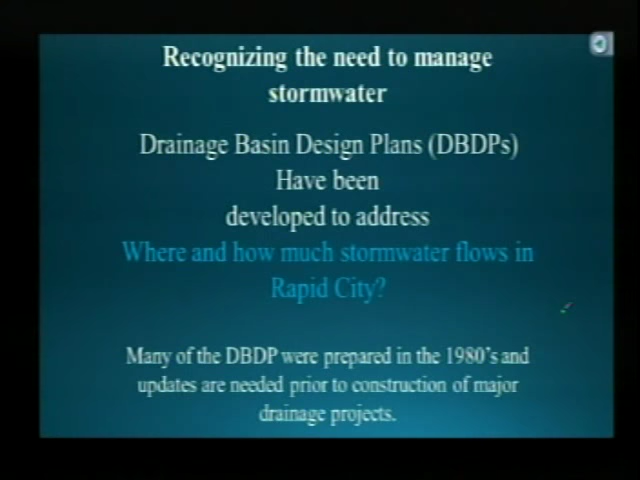 Recognizing the need to manage
stormwater
Drainage Basin Design Plans (DBDPs)
Have been
developed to address
Where and how much stormwater flows in
Rapid City?
Many of the DBDP were prepared in the 1980's and
updates are needed prior to construction of major
drainage projects.